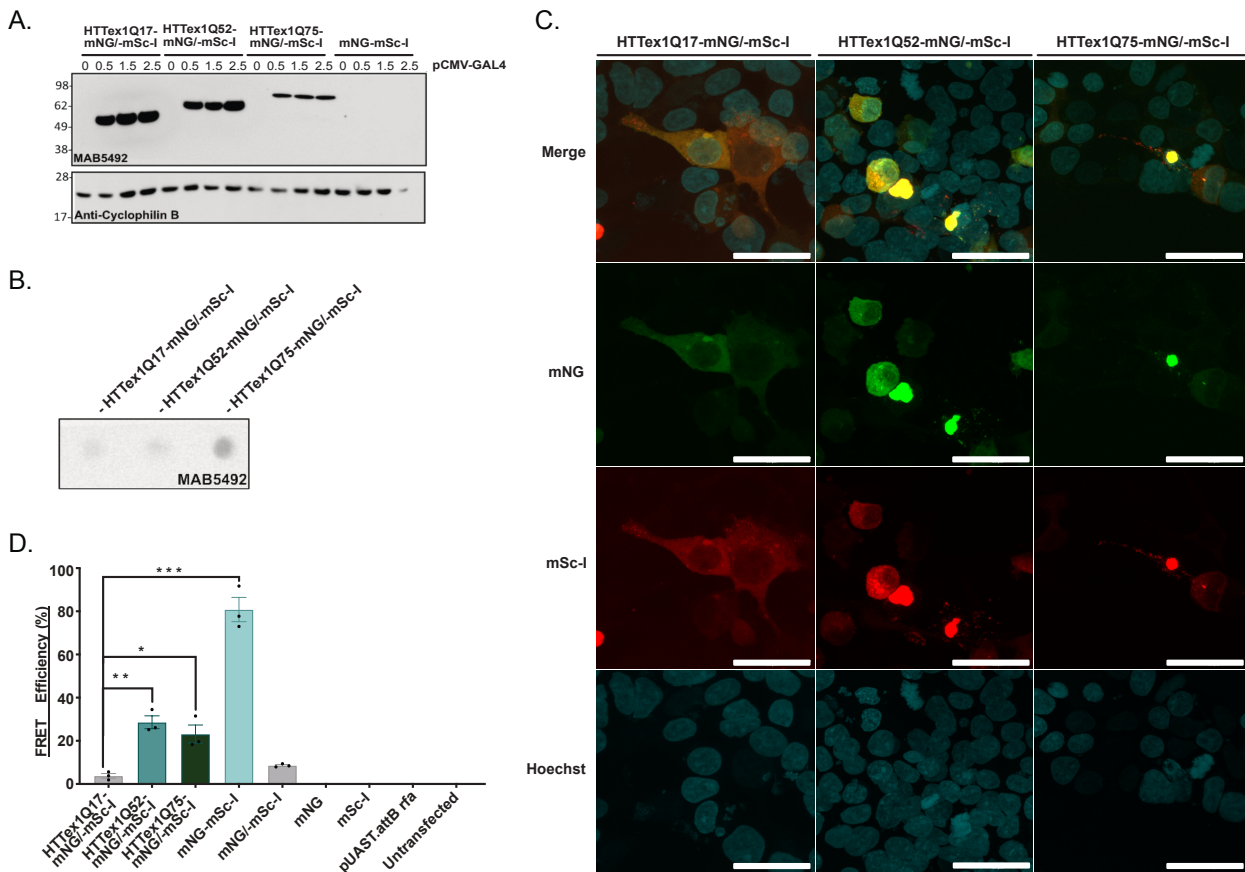 A.
HTTex1Q17-
mNG/-mSc-I
HTTex1Q52-
mNG/-mSc-I
HTTex1Q75-
mNG/-mSc-I
mNG-mSc-I
0 0.5 1.5 2.5 0 0.5 1.5 2.5 0 0.5 1.5 2.5 0 0.5 1.5 2.5 pCMV-GAL4
98
62
49
38
MAB5492
28
17
Anti-Cyclophilin B
B.
- HTTex1Q17-mNG/-mSc-I
- HTTex1Q52-mNG/-mSc-I
- HTTex1Q75-mNG/-mSc-I
MAB5492
C.
HTTex1Q17-mNG/-mSc-I
HTTex1Q52-mNG/-mSc-I
HTTex1Q75-mNG/-mSc-I
Merge
mNG
mSc-I
Hoechst
D.
FRET Efficiency (%)
100
80
60
40
20
0
***
*
**
HTTex1Q17-
mNG/-mSc-I
HTTex1Q52-
mNG/-mSc-I
HTTex1Q75-
mNG/-mSc-I
mNG-mSc-I
mNG/-mSc-I
mNG
mSc-I
pUAST.attB rfa
Untransfected